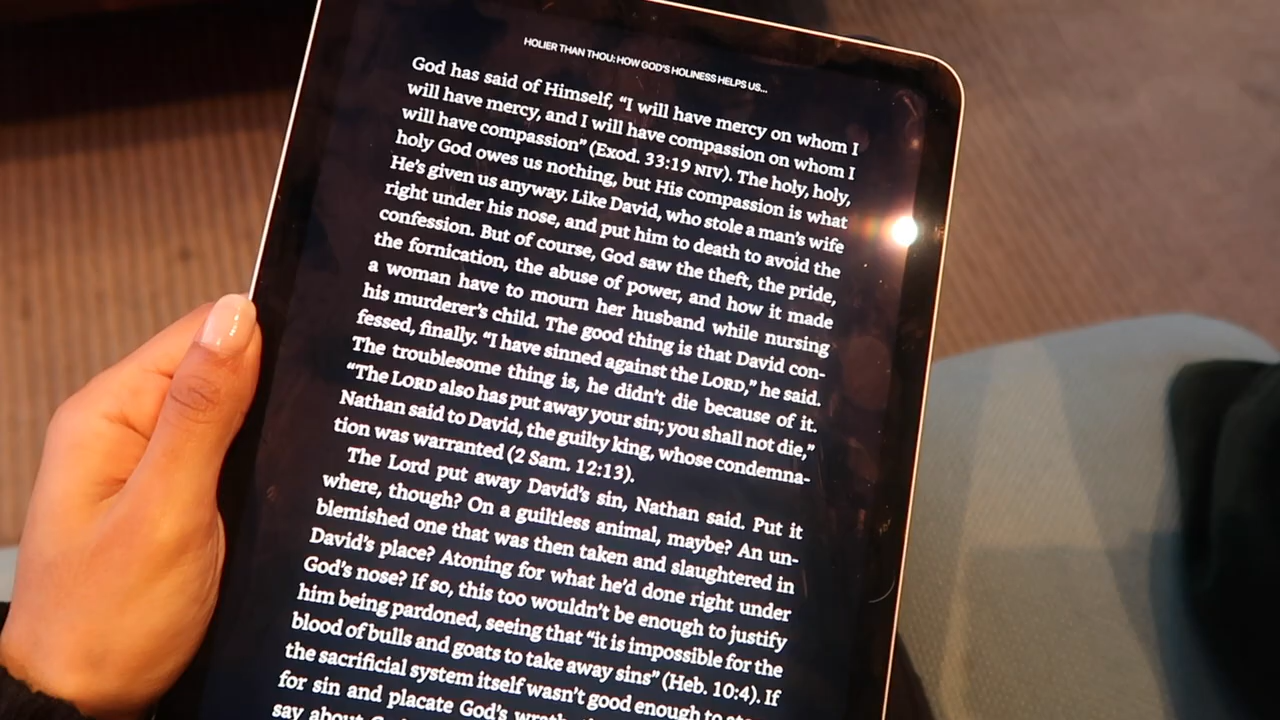 HOLIER THAN THOU: HOW GOD'S HOLINESS HELPS US...
God has said of Himself, “I will have mercy on whom I
will have mercy, and I will have compassion on whom I
will have compassion” (Exod. 33:19 NIV). The holy, holy,
holy God owes us nothing, but His compassion is what
He’s given us anyway. Like David, who stole a man’s wife
right under his nose, and put him to death to avoid the
confession. But of course, God saw the theft, the pride,
the fornication, the abuse of power, and how it made
a woman have to mourn her husband while nursing
his murderer’s child. The good thing is that David con-
fessed, finally. “I have sinned against the LORD,” he said.
The troublesome thing is, he didn’t die because of it.
“The LORD also has put away your sin; you shall not die,”
Nathan said to David, the guilty king, whose condemna-
tion was warranted (2 Sam. 12:13).
The Lord put away David’s sin, Nathan said. Put it
where, though? On a guiltless animal, maybe? An un-
blemished one that was then taken and slaughtered in
David’s place? Atoning for what he’d done right under
God’s nose? If so, this too wouldn’t be enough to justify
him being pardoned, seeing that “it is impossible for the
blood of bulls and goats to take away sins” (Heb. 10:4). If
the sacrificial system itself wasn’t good enough to
for sin and placate God’s
say about